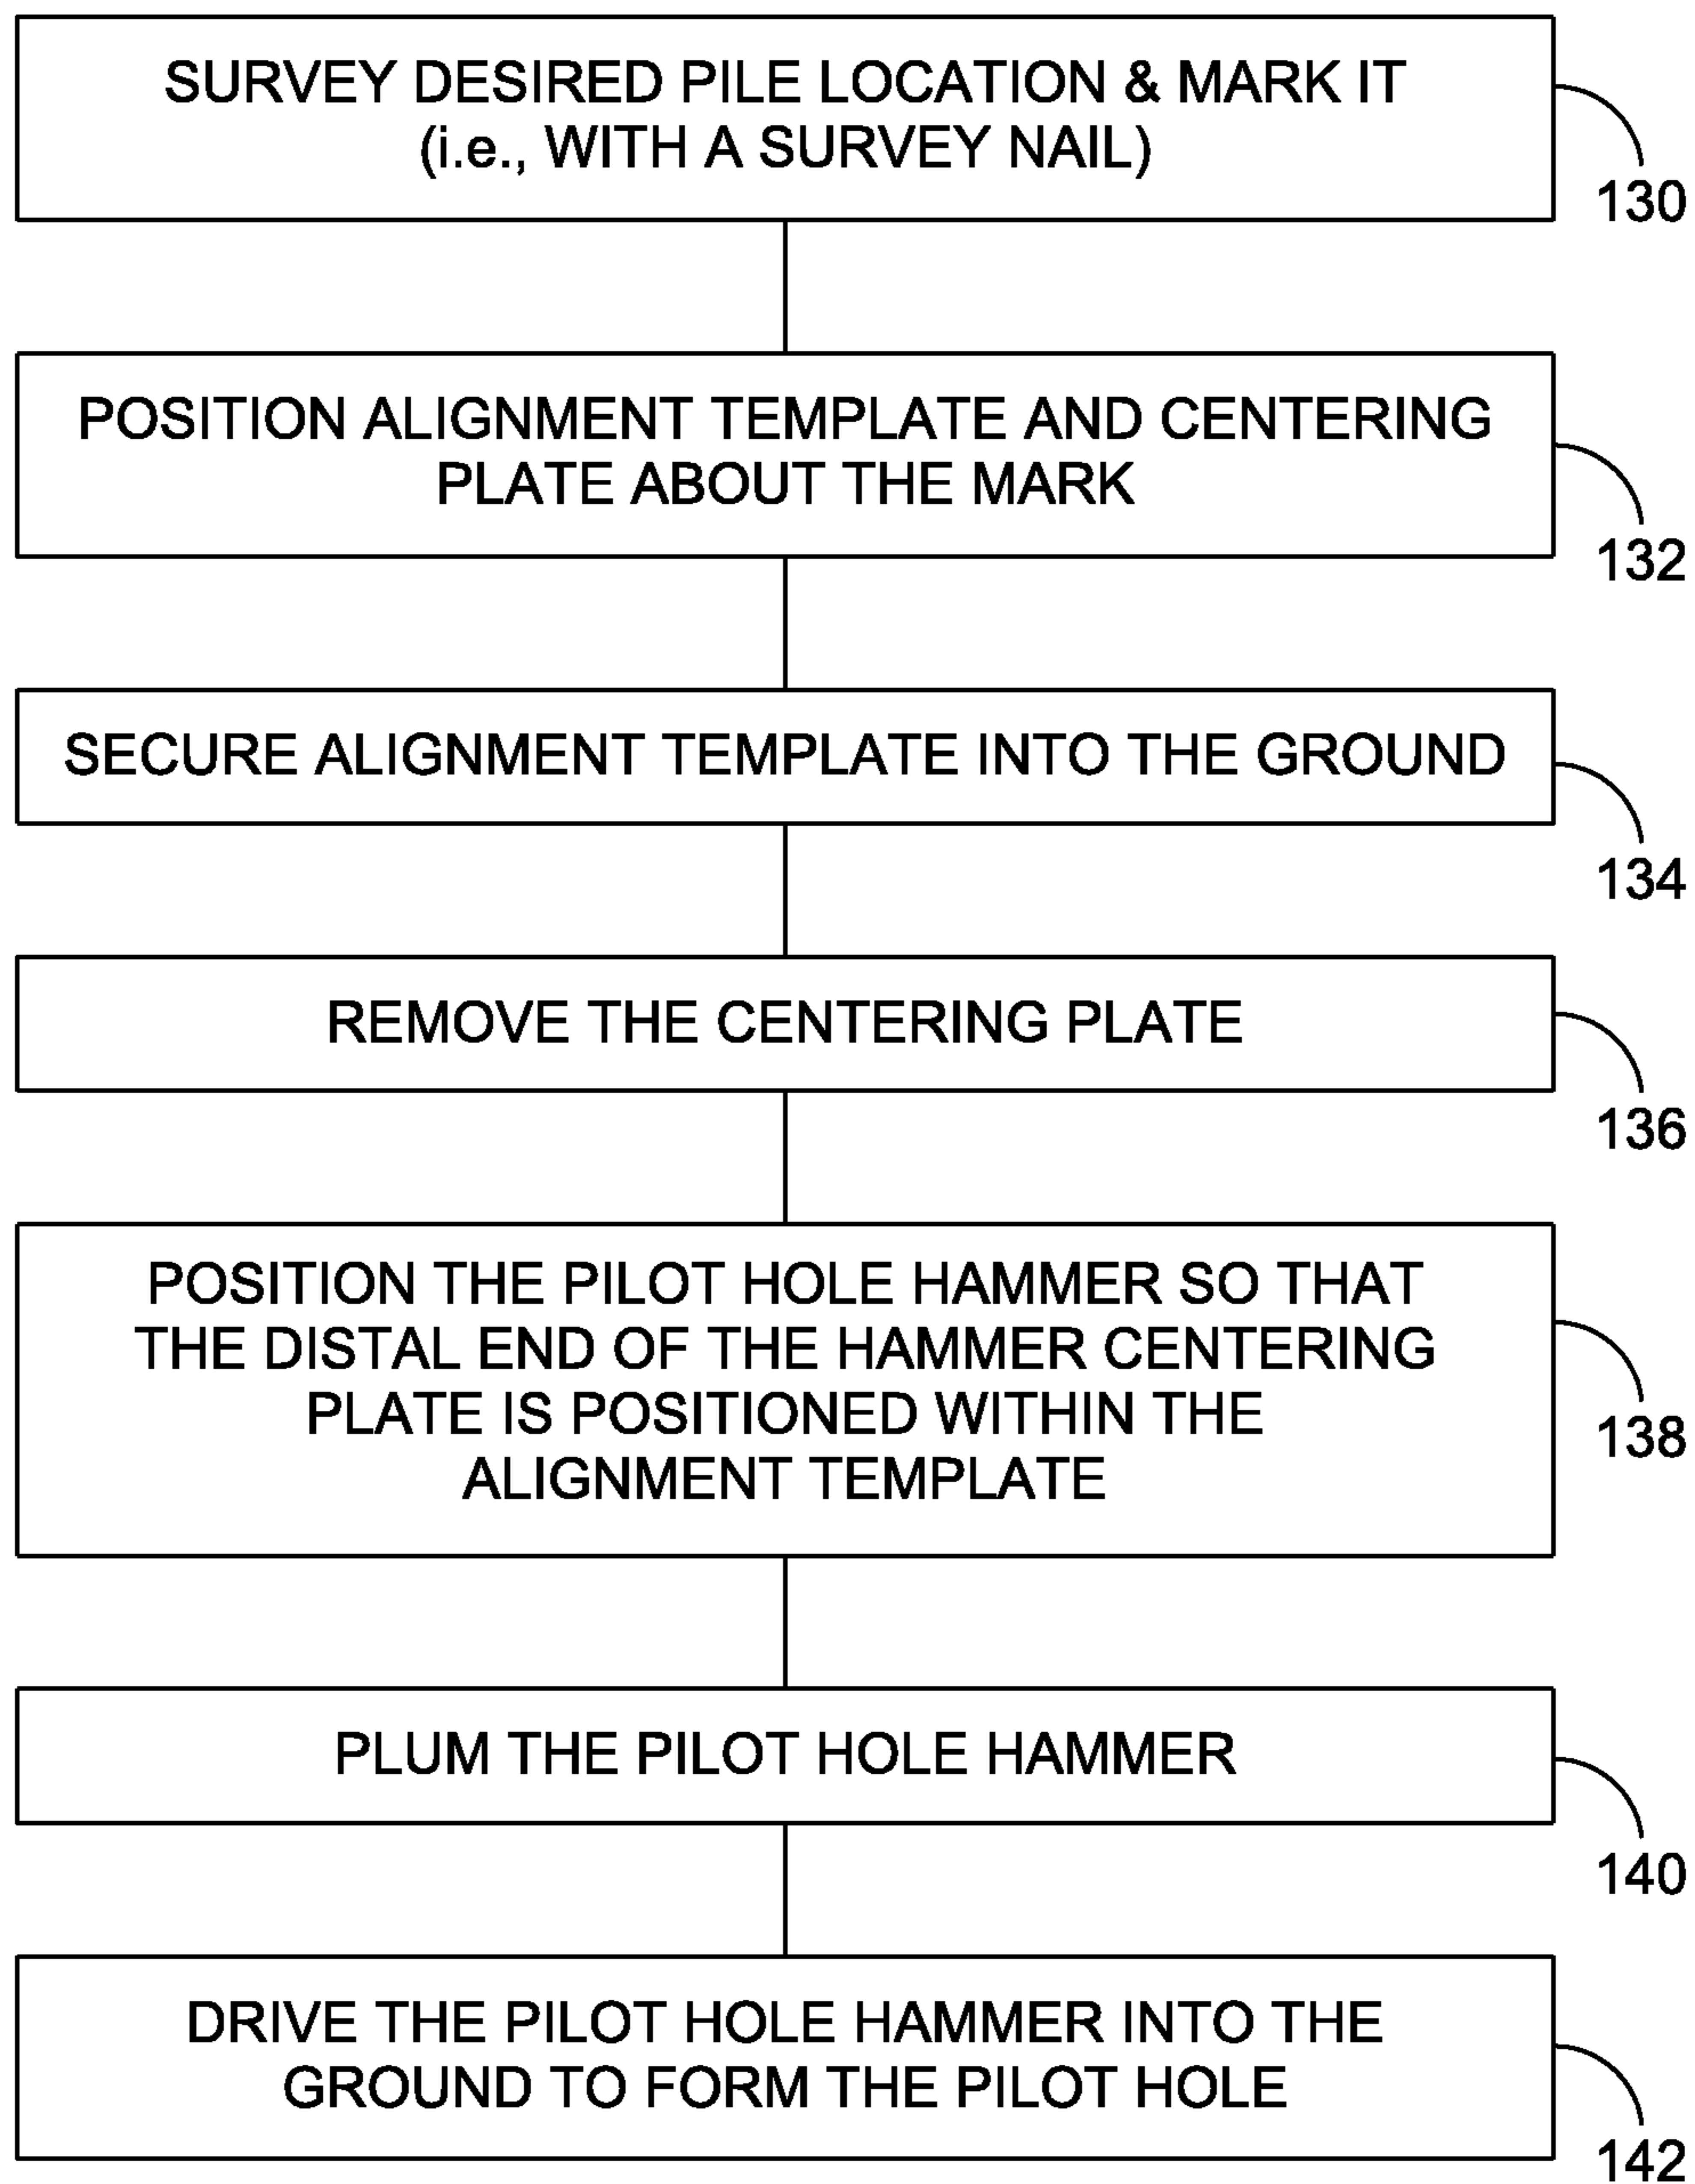 SURVEY DESIRED PILE LOCATION & MARK IT
(i.e., WITH A SURVEY NAIL)
130
POSITION ALIGNMENT TEMPLATE AND CENTERING
PLATE ABOUT THE MARK
132
SECURE ALIGNMENT TEMPLATE INTO THE GROUND
134
REMOVE THE CENTERING PLATE
136
POSITION THE PILOT HOLE HAMMER SO THAT
THE DISTAL END OF THE HAMMER CENTERING
PLATE IS POSITIONED WITHIN THE
ALIGNMENT TEMPLATE
138
PLUM THE PILOT HOLE HAMMER
140
DRIVE THE PILOT HOLE HAMMER INTO THE
GROUND TO FORM THE PILOT HOLE
142